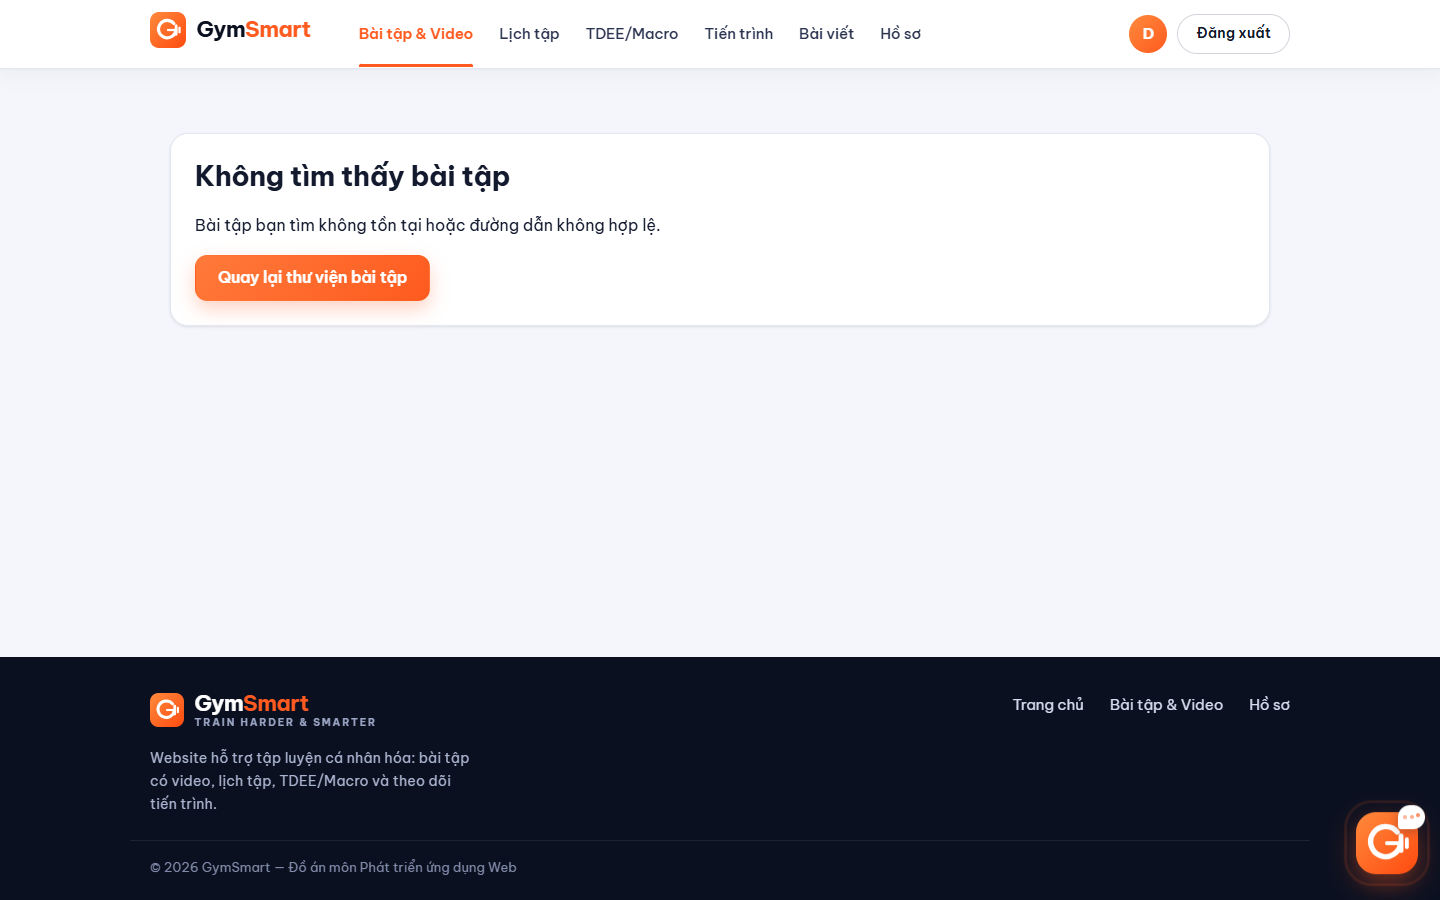 GymSmart
Bài tập & Video
Lịch tập
TDEE/Macro
Tiến trình
Bài viết
Hồ sơ
D
Đăng xuất
Không tìm thấy bài tập
Bài tập bạn tìm không tồn tại hoặc đường dẫn không hợp lệ.
Quay lại thư viện bài tập
GymSmart
TRAIN HARDER & SMARTER
Trang chủ
Bài tập & Video
Hồ sơ
Website hỗ trợ tập luyện cá nhân hóa: bài tập
có video, lịch tập, TDEE/Macro và theo dõi
tiến trình.
© 2026 GymSmart — Đồ án môn Phát triển ứng dụng Web